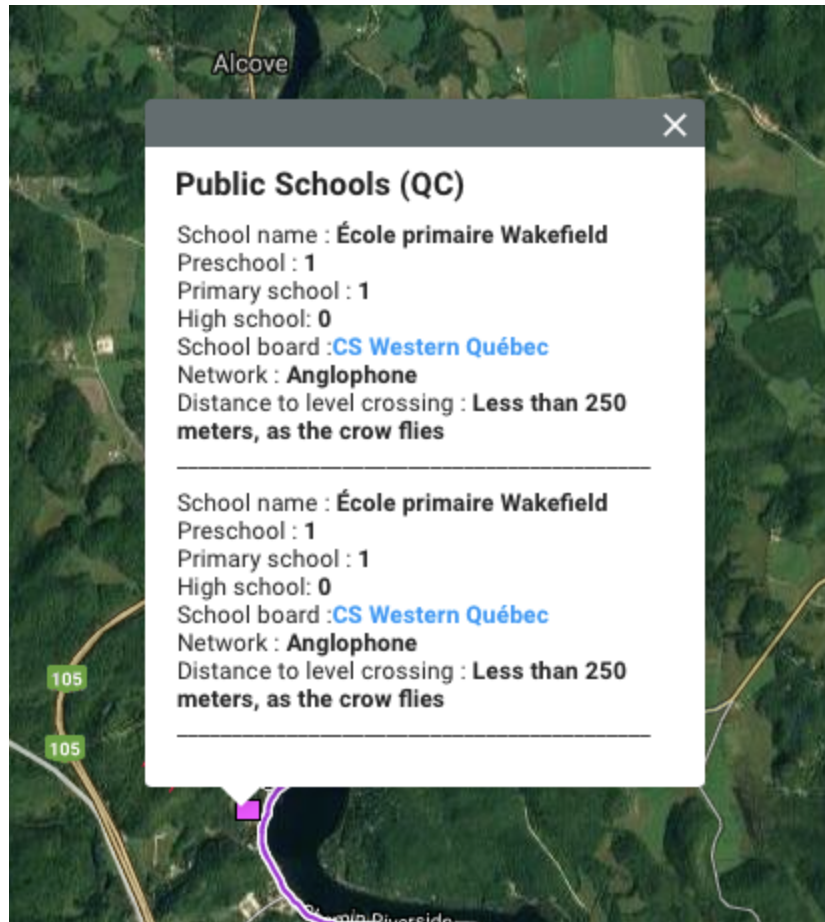 Alcove
Public Schools (QC)
School name : École primaire Wakefield
Preschool : 1
Primary school : 1
High school: 0
School board :CS Western Québec
Network : Anglophone
Distance to level crossing : Less than 250
meters, as the crow flies
School name : École primaire Wakefield
Preschool : 1
Primary school : 1
High school: 0
School board :CS Western Québec
Network : Anglophone
Distance to level crossing : Less than 250
meters, as the crow flies
105
105
Chemin Riverside